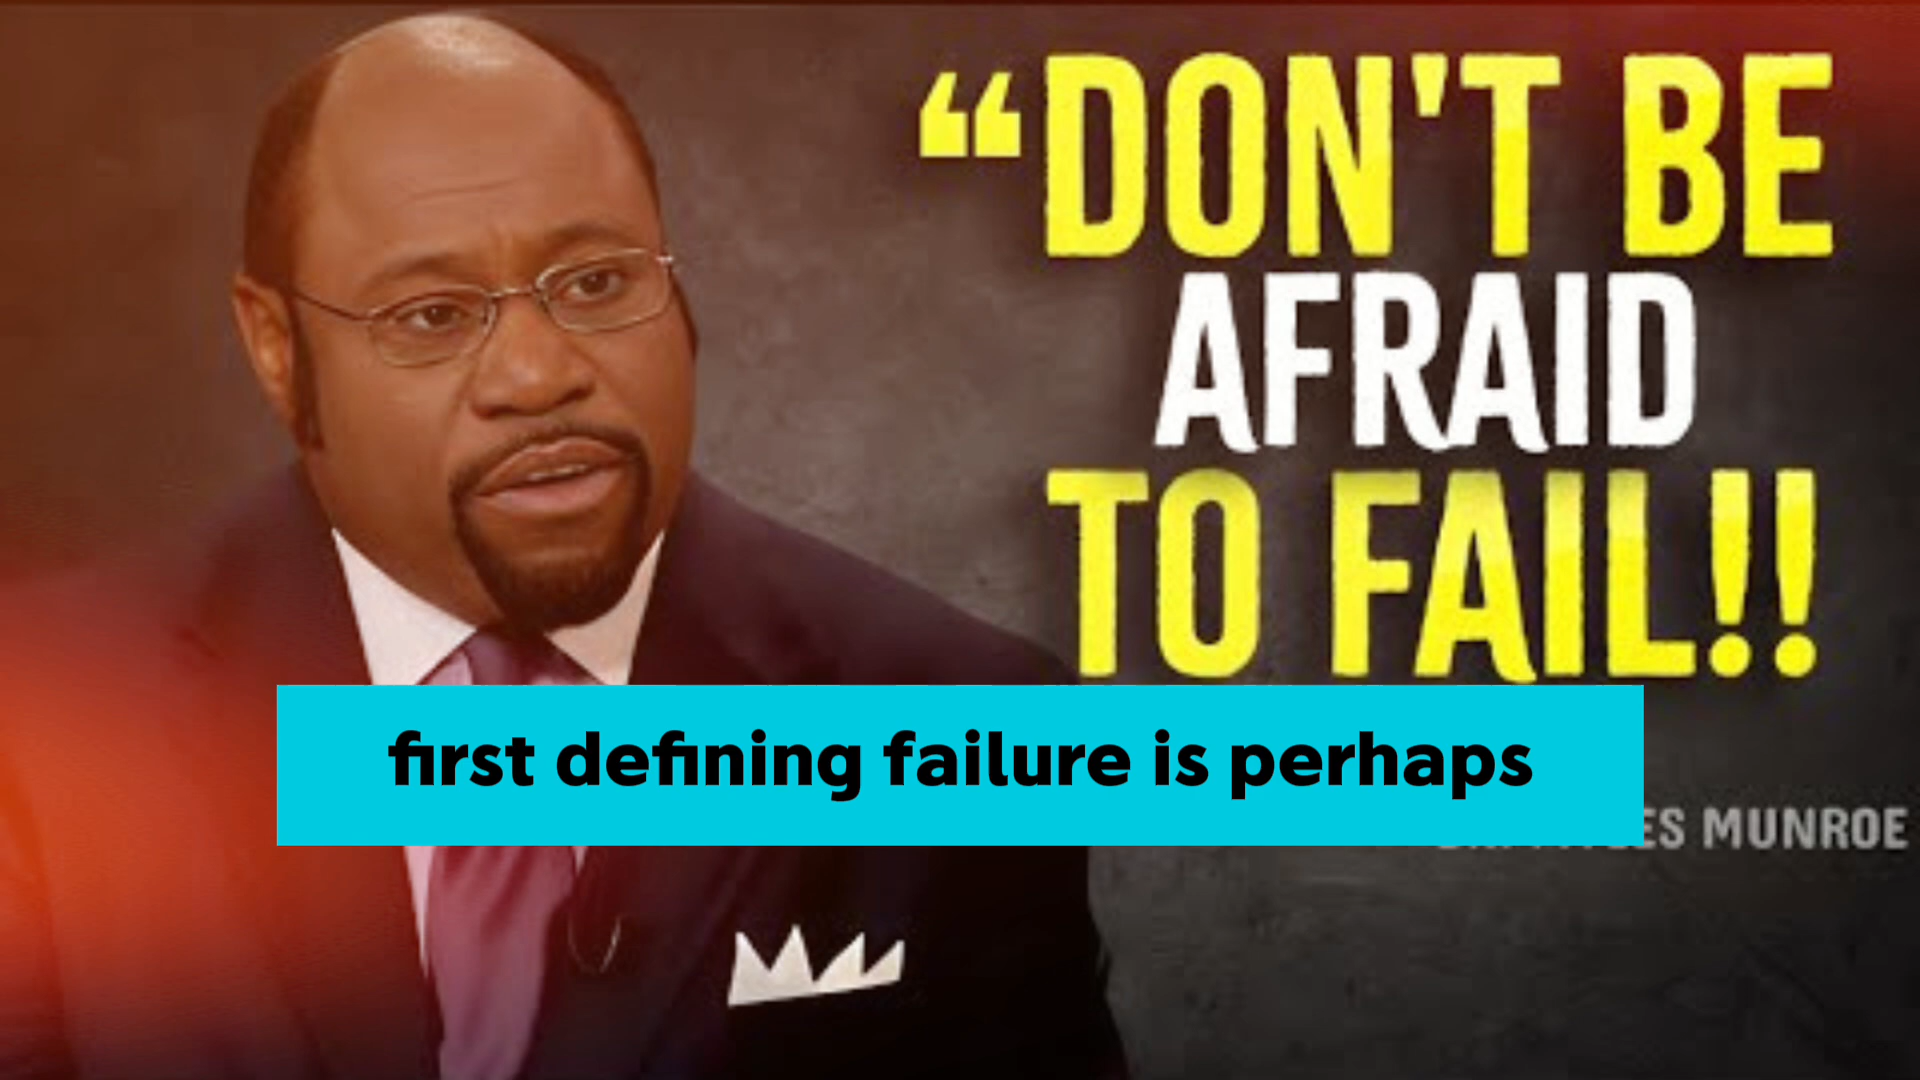 “DON'T BE
AFRAID
TO FAIL!!
first defining failure is perhaps
MUNROE